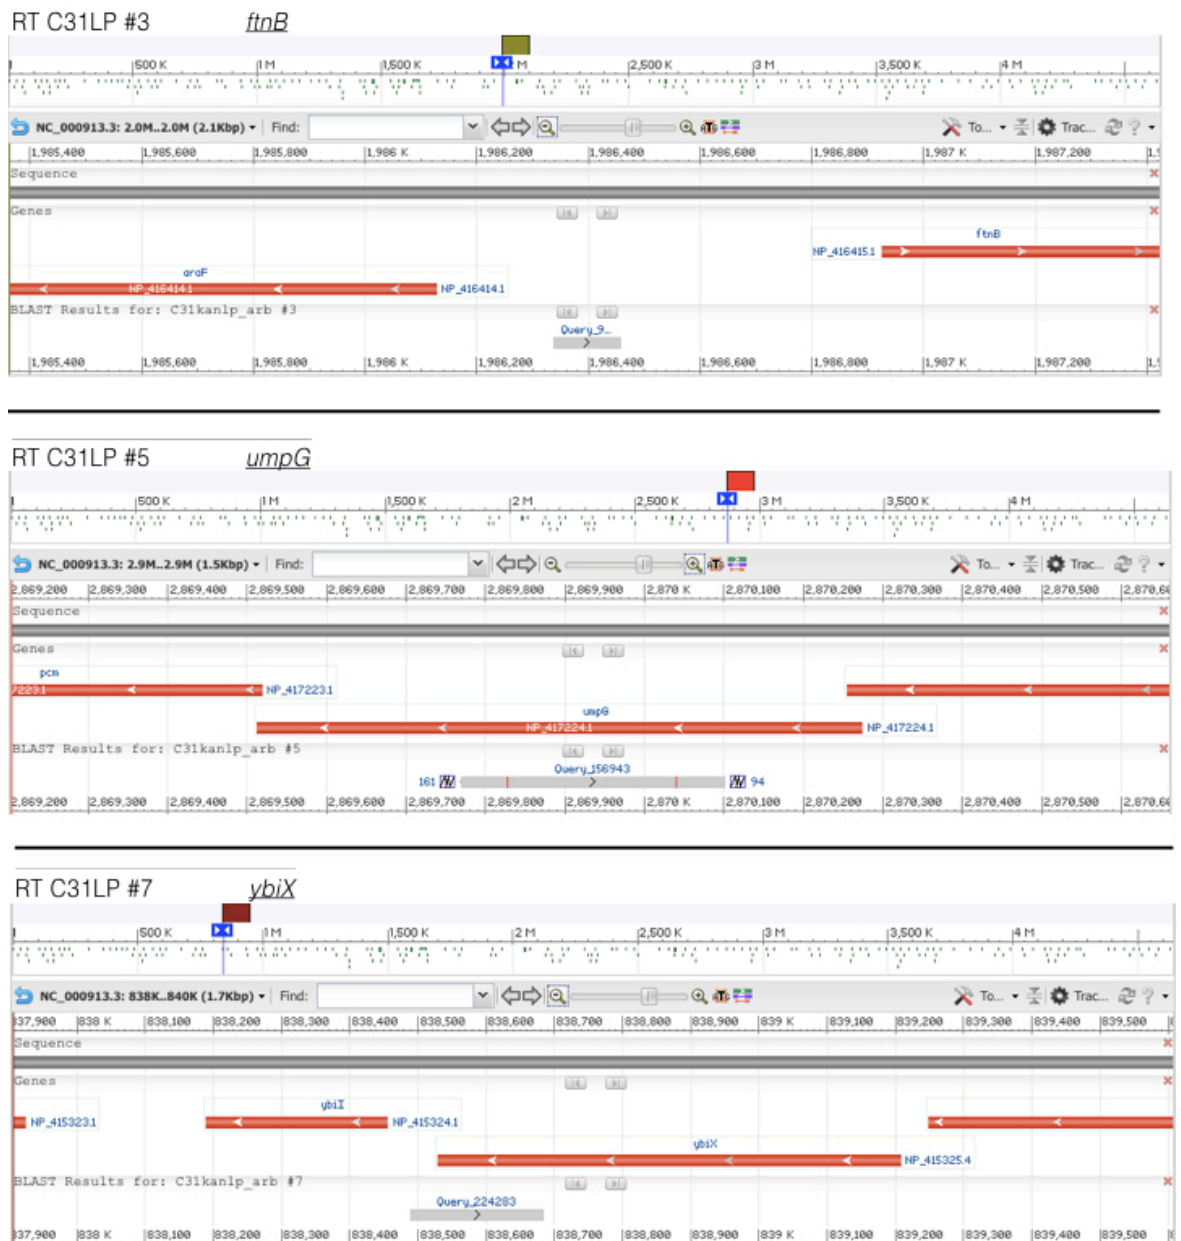 RT C31LP #3 ftnB
500 K 1 M 1,500 K M 2,500 K 3 M 3,500 K 4 M
NC_000913.3: 2.0M..2.0M (2.1Kbp) Find: To... Trac... ?
1,985,400 1,985,600 1,985,800 1,986 K 1,986,200 1,986,400 1,986,600 1,986,800 1,987 K 1,987,200
Sequence
Genes
ftnB
NP_416415.1
araF
NP_416414.1 NP_416414.1
BLAST Results for: C31kanlp_arb #3
Query_9...
1,985,400 1,985,600 1,985,800 1,986 K 1,986,200 1,986,400 1,986,600 1,986,800 1,987 K 1,987,200
RT C31LP #5 umpG
500 K 1 M 1,500 K 2 M 2,500 K 3 M 3,500 K 4 M
NC_000913.3: 2.9M..2.9M (1.5Kbp) Find: To... Trac... ?
2,869,200 2,869,300 2,869,400 2,869,500 2,869,600 2,869,700 2,869,800 2,869,900 2,870 K 2,870,100 2,870,200 2,870,300 2,870,400 2,870,500
Sequence
Genes
pcm
7223.1 NP_417223.1
umpG
NP_417224.1 NP_417224.1
BLAST Results for: C31kanlp_arb #5
Query_156943
161 94
2,869,200 2,869,300 2,869,400 2,869,500 2,869,600 2,869,700 2,869,800 2,869,900 2,870 K 2,870,100 2,870,200 2,870,300 2,870,400 2,870,500
RT C31LP #7 ybiX
500 K 1 M 1,500 K 2 M 2,500 K 3 M 3,500 K 4 M
NC_000913.3: 838K..840K (1.7Kbp) Find: To... Trac... ?
37,900 838 K 838,100 838,200 838,300 838,400 838,500 838,600 838,700 838,800 838,900 839 K 839,100 839,200 839,300 839,400 839,500
Sequence
Genes
ybiI
NP_415323.1 NP_415324.1
ybiX
NP_415325.4
BLAST Results for: C31kanlp_arb #7
Query_224283
37,900 838 K 838,100 838,200 838,300 838,400 838,500 838,600 838,700 838,800 838,900 839 K 839,100 839,200 839,300 839,400 839,500